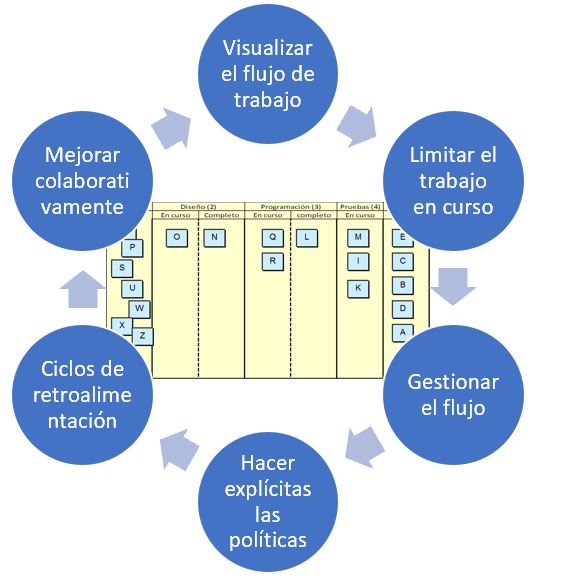 Visualizar
el flujo de
trabajo
Limitar el
trabajo
en curso
Gestionar
el flujo
Hacer
explícitas
las
políticas
Ciclos de
retroalime
ntación
Mejorar
colaborati
vamente
Diseño (2) Programación (3) Pruebas (4)
En curso Completo En curso completo En curso
P O N Q L M E
S R I C
U K B
W D
X A
Z